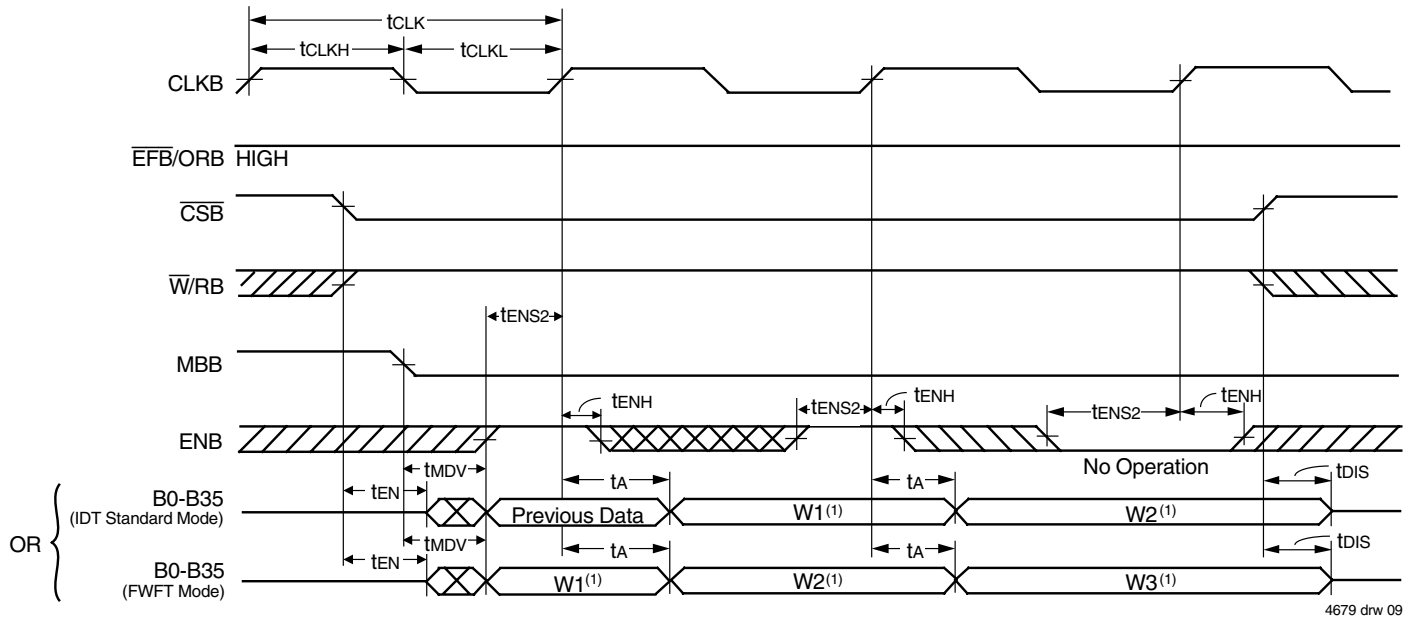 tCLK
tCLKH
tCLKL
CLKB
EFB/ORB HIGH
CSB
W/RB
tENS2
MBB
tENH
tENS2
tENH
tENS2
tENH
ENB
No Operation
tMDV
tEN
tA
tA
tDIS
B0-B35
(IDT Standard Mode)
Previous Data
W1(1)
W2(1)
OR
tMDV
tEN
tA
tA
tDIS
B0-B35
(FWFT Mode)
W1(1)
W2(1)
W3(1)
4679 drw 09